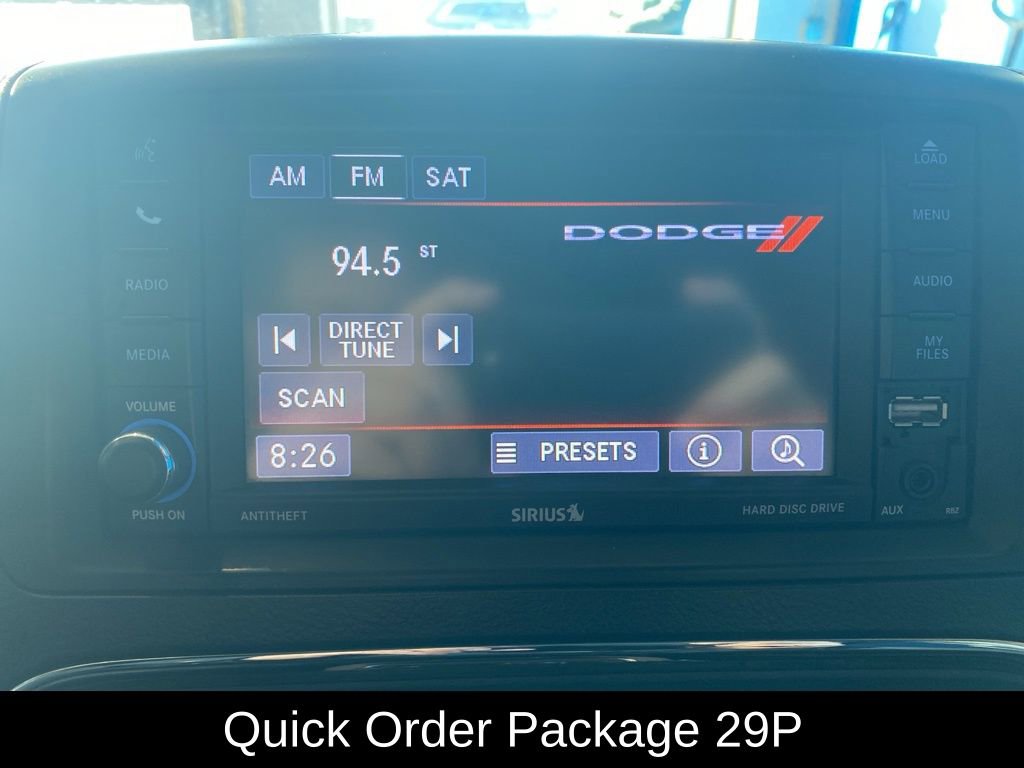 AM FM SAT
LOAD
DODGE
MENU
94.5 ST
RADIO
AUDIO
DIRECT
TUNE
MEDIA
MY
FILES
SCAN
VOLUME
8:26
PRESETS
PUSH ON
ANTITHEFT
SIRIUS
HARD DISC DRIVE
AUX
RBZ
Quick Order Package 29P